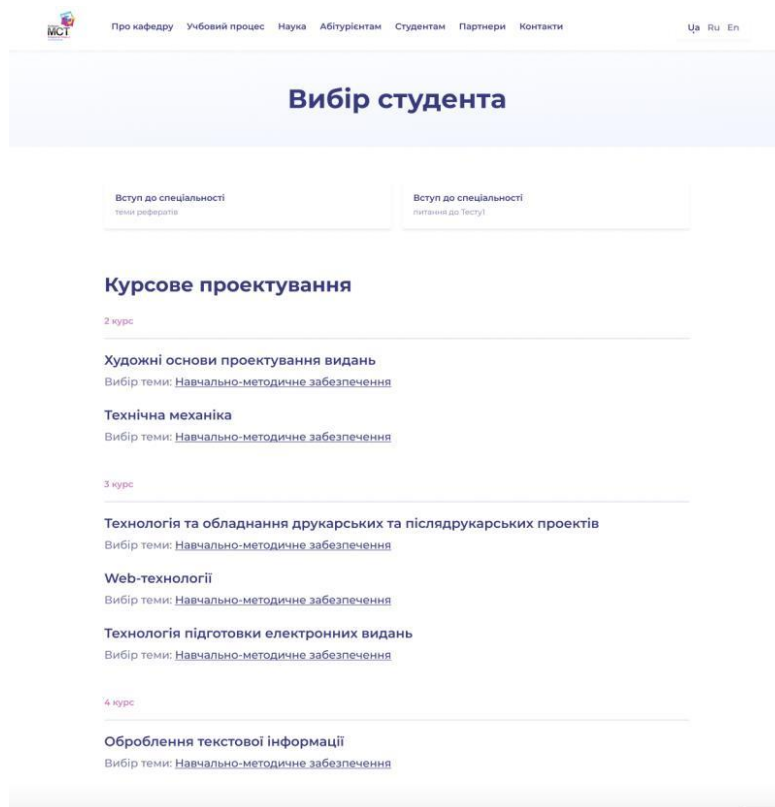 МСТ
Про кафедру Учбовий процес Наука Абітурієнтам Студентам Партнери Контакти
Ua Ru En
Вибір студента
Вступ до спеціальності
теми рефератів
Вступ до спеціальності
питання до Тесту1
Курсове проектування
2 курс
Художні основи проектування видань
Вибір теми: Навчально-методичне забезпечення
Технічна механіка
Вибір теми: Навчально-методичне забезпечення
3 курс
Технологія та обладнання друкарських та післядрукарських проектів
Вибір теми: Навчально-методичне забезпечення
Web-технології
Вибір теми: Навчально-методичне забезпечення
Технологія підготовки електронних видань
Вибір теми: Навчально-методичне забезпечення
4 курс
Оброблення текстової інформації
Вибір теми: Навчально-методичне забезпечення